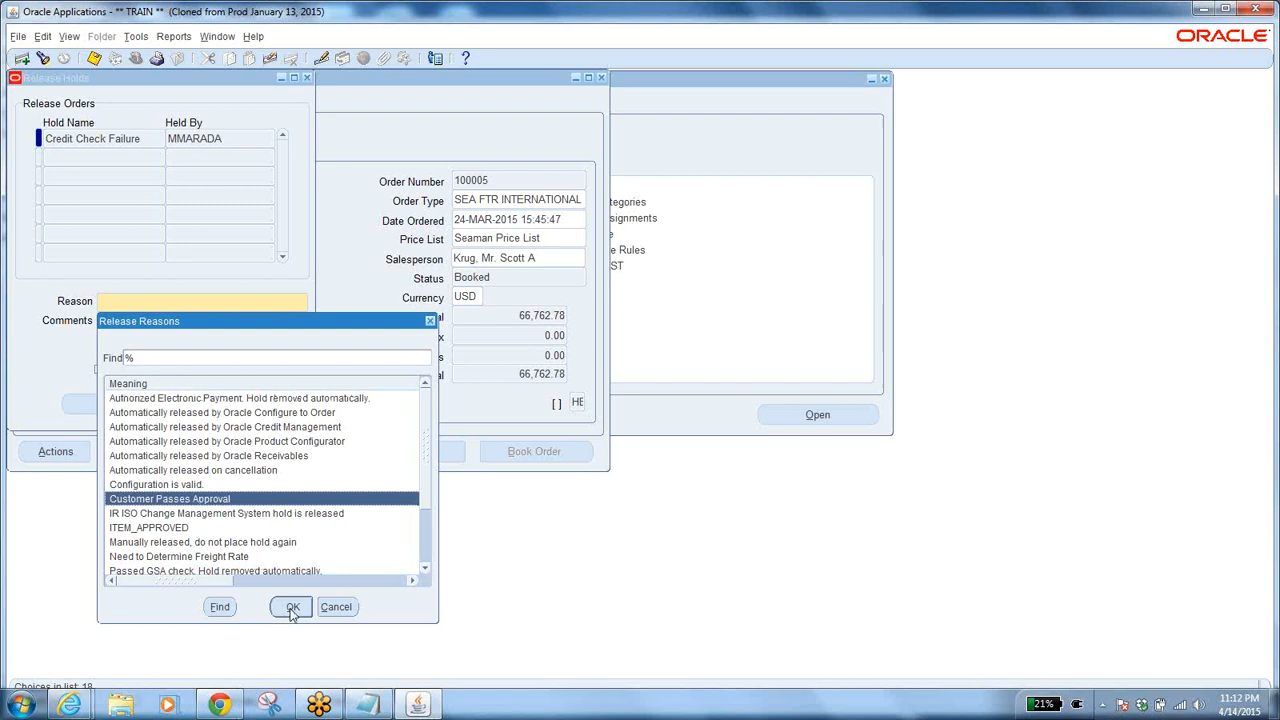 Oracle Applications - ** TRAIN ** (Cloned from Prod January 13, 2015)
File Edit View Folder Tools Reports Window Help
ORACLE
Release Holds
Release Orders
Hold Name Held By
Credit Check Failure MMARADA
Order Number 100005
Order Type SEA FTR INTERNATIONAL
Date Ordered 24-MAR-2015 15:45:47
Price List Seaman Price List
Salesperson Krug, Mr. Scott A
Status Booked
Currency USD
66,762.78
0.00
0.00
66,762.78
[ ]
Reason
Comments
Actions
Book Order
Open
Release Reasons
Find %
Meaning
Authorized Electronic Payment. Hold removed automatically.
Automatically released by Oracle Configure to Order
Automatically released by Oracle Credit Management
Automatically released by Oracle Product Configurator
Automatically released by Oracle Receivables
Automatically released on cancellation
Configuration is valid.
Customer Passes Approval
IR ISO Change Management System hold is released
ITEM_APPROVED
Manually released, do not place hold again
Need to Determine Freight Rate
Passed GSA check. Hold removed automatically.
Find OK Cancel
Choices in list: 18
21%
11:12 PM
4/14/2015